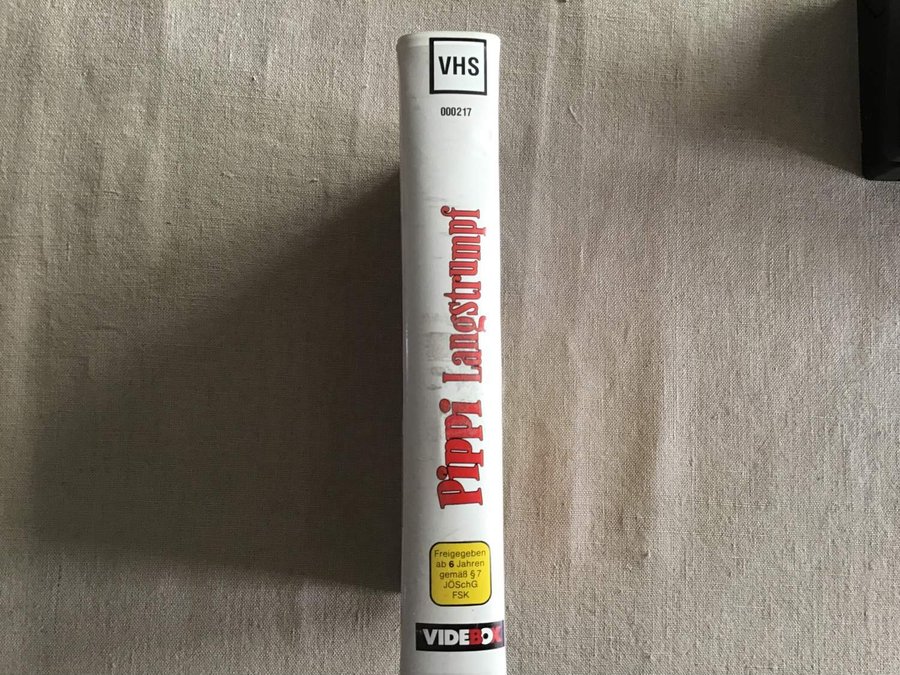 VHS
000217
Pippi Langstrumpf
Freigegeben
ab 6 Jahren
gemäß § 7
JÖSchG
FSK
VIDEBOX